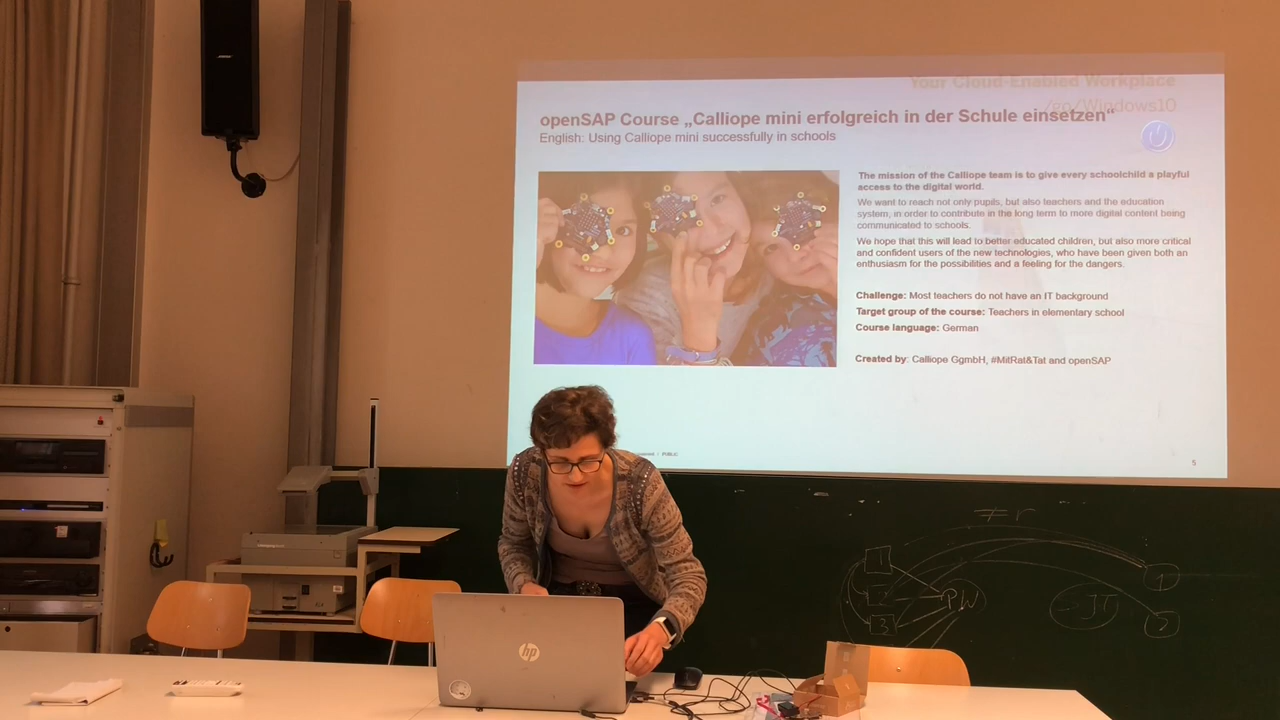 BOSE
Your Cloud-Enabled Workplace
/go/Windows10
openSAP Course „Calliope mini erfolgreich in der Schule einsetzen“
English: Using Calliope mini successfully in schools
The mission of the Calliope team is to give every schoolchild a playful
access to the digital world.
We want to reach not only pupils, but also teachers and the education
system, in order to contribute in the long term to more digital content being
communicated to schools.
We hope that this will lead to better educated children, but also more critical
and confident users of the new technologies, who have been given both an
enthusiasm for the possibilities and a feeling for the dangers.
Challenge: Most teachers do not have an IT background
Target group of the course: Teachers in elementary school
Course language: German
Created by: Calliope GgmbH, #MitRat&Tat and openSAP
PUBLIC
5
≠ r
1
PW
1
3
2
hp